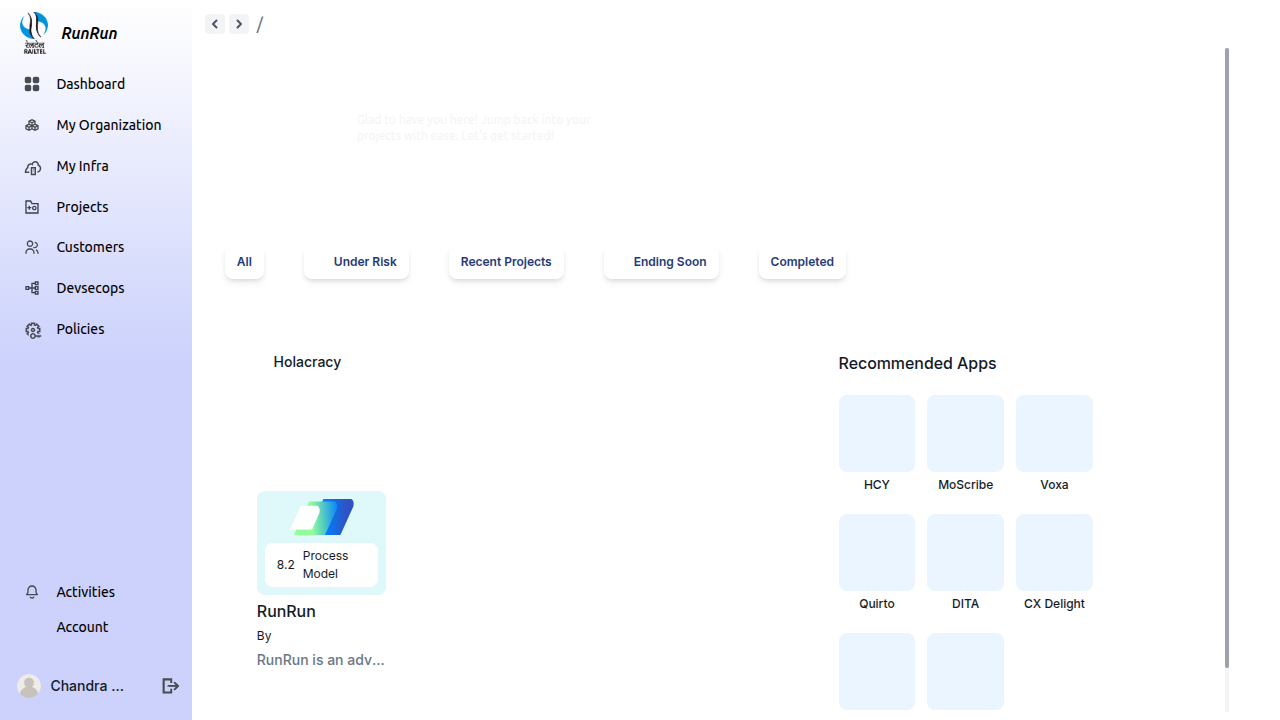 RunRun
रेलटेल
RAILTEL
/
Dashboard
My Organization
My Infra
Projects
Customers
Devsecops
Policies
Activities
Account
Chandra ...
Glad to have you here! Jump back into your
projects with ease. Let's get started!
All
Under Risk
Recent Projects
Ending Soon
Completed
Holacracy
8.2
Process
Model
RunRun
By
RunRun is an adv...
Recommended Apps
HCY
MoScribe
Voxa
Quirto
DITA
CX Delight